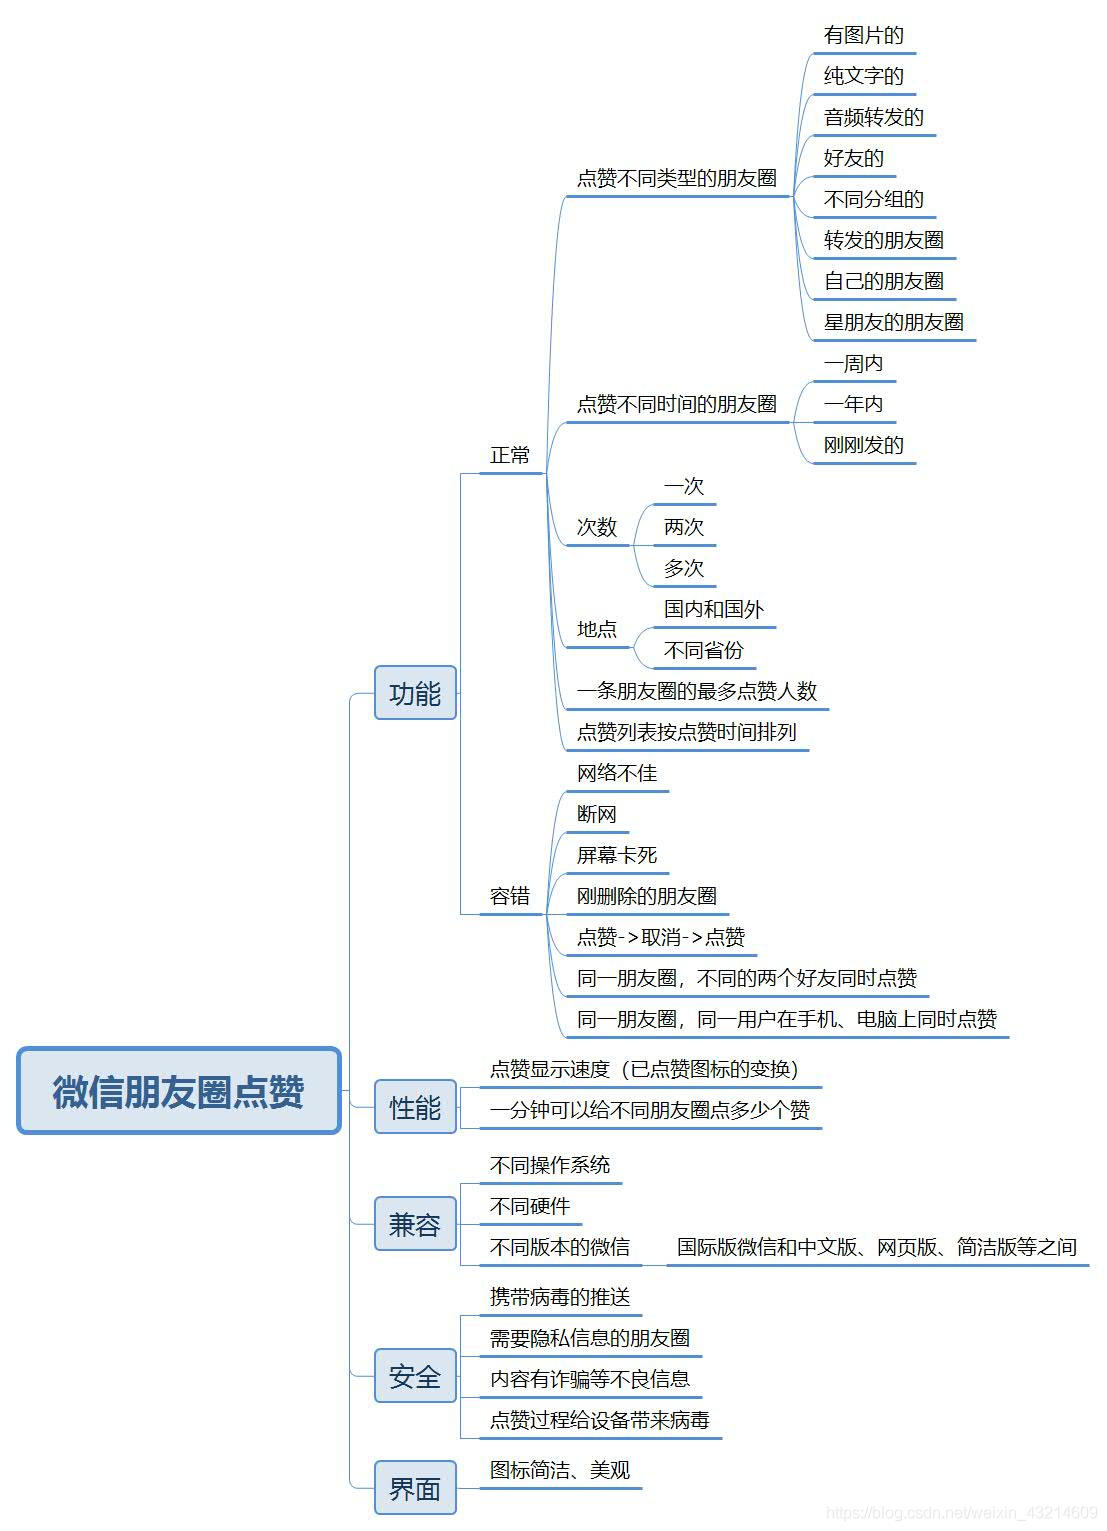 有图片的
纯文字的
音频转发的
点赞不同类型的朋友圈
好友的
不同分组的
转发的朋友圈
自己的朋友圈
星朋友的朋友圈
点赞不同时间的朋友圈
一周内
一年内
刚刚发的
正常
次数
一次
两次
多次
地点
国内和国外
不同省份
功能
一条朋友圈的最多点赞人数
点赞列表按点赞时间排列
网络不佳
断网
屏幕卡死
容错
刚删除的朋友圈
点赞->取消->点赞
同一朋友圈，不同的两个好友同时点赞
同一朋友圈，同一用户在手机、电脑上同时点赞
微信朋友圈点赞
性能
点赞显示速度（已点赞图标的变换）
一分钟可以给不同朋友圈点多少个赞
兼容
不同操作系统
不同硬件
不同版本的微信
国际版微信和中文版、网页版、简洁版等之间
安全
携带病毒的推送
需要隐私信息的朋友圈
内容有诈骗等不良信息
点赞过程给设备带来病毒
界面
图标简洁、美观
https://blog.csdn.net/weixin_43214609